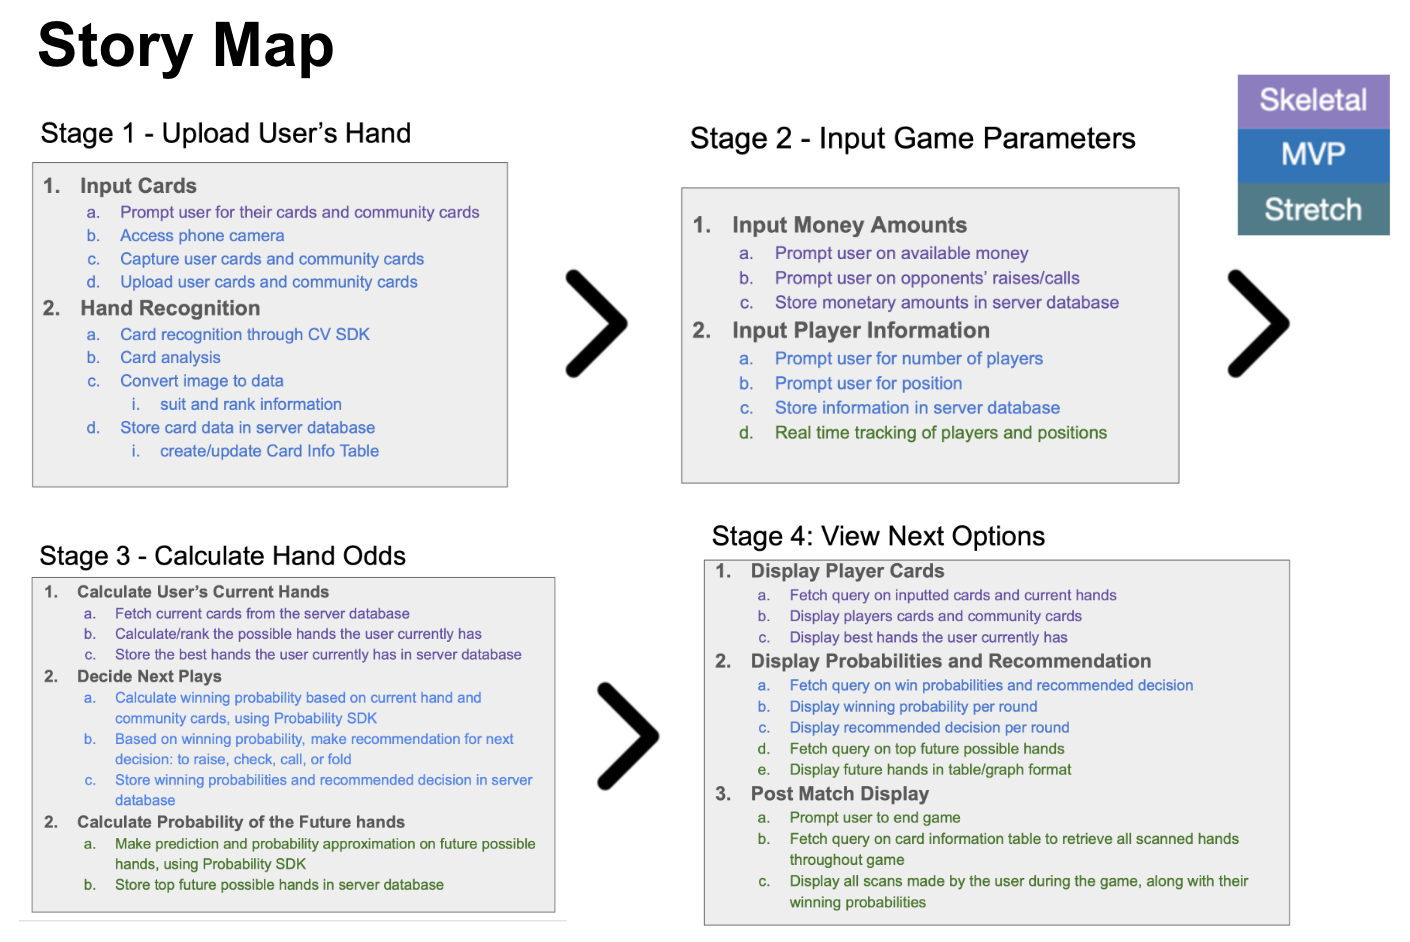 Story Map
Skeletal
MVP
Stretch
Stage 1 - Upload User's Hand
1. Input Cards
a. Prompt user for their cards and community cards
b. Access phone camera
c. Capture user cards and community cards
d. Upload user cards and community cards
2. Hand Recognition
a. Card recognition through CV SDK
b. Card analysis
c. Convert image to data
i. suit and rank information
d. Store card data in server database
i. create/update Card Info Table
Stage 2 - Input Game Parameters
1. Input Money Amounts
a. Prompt user on available money
b. Prompt user on opponents' raises/calls
c. Store monetary amounts in server database
2. Input Player Information
a. Prompt user for number of players
b. Prompt user for position
c. Store information in server database
d. Real time tracking of players and positions
Stage 3 - Calculate Hand Odds
1. Calculate User's Current Hands
a. Fetch current cards from the server database
b. Calculate/rank the possible hands the user currently has
c. Store the best hands the user currently has in server database
2. Decide Next Plays
a. Calculate winning probability based on current hand and
community cards, using Probability SDK
b. Based on winning probability, make recommendation for next
decision: to raise, check, call, or fold
c. Store winning probabilities and recommended decision in server
database
2. Calculate Probability of the Future hands
a. Make prediction and probability approximation on future possible
hands, using Probability SDK
b. Store top future possible hands in server database
Stage 4: View Next Options
1. Display Player Cards
a. Fetch query on inputted cards and current hands
b. Display players cards and community cards
c. Display best hands the user currently has
2. Display Probabilities and Recommendation
a. Fetch query on win probabilities and recommended decision
b. Display winning probability per round
c. Display recommended decision per round
d. Fetch query on top future possible hands
e. Display future hands in table/graph format
3. Post Match Display
a. Prompt user to end game
b. Fetch query on card information table to retrieve all scanned hands
throughout game
c. Display all scans made by the user during the game, along with their
winning probabilities